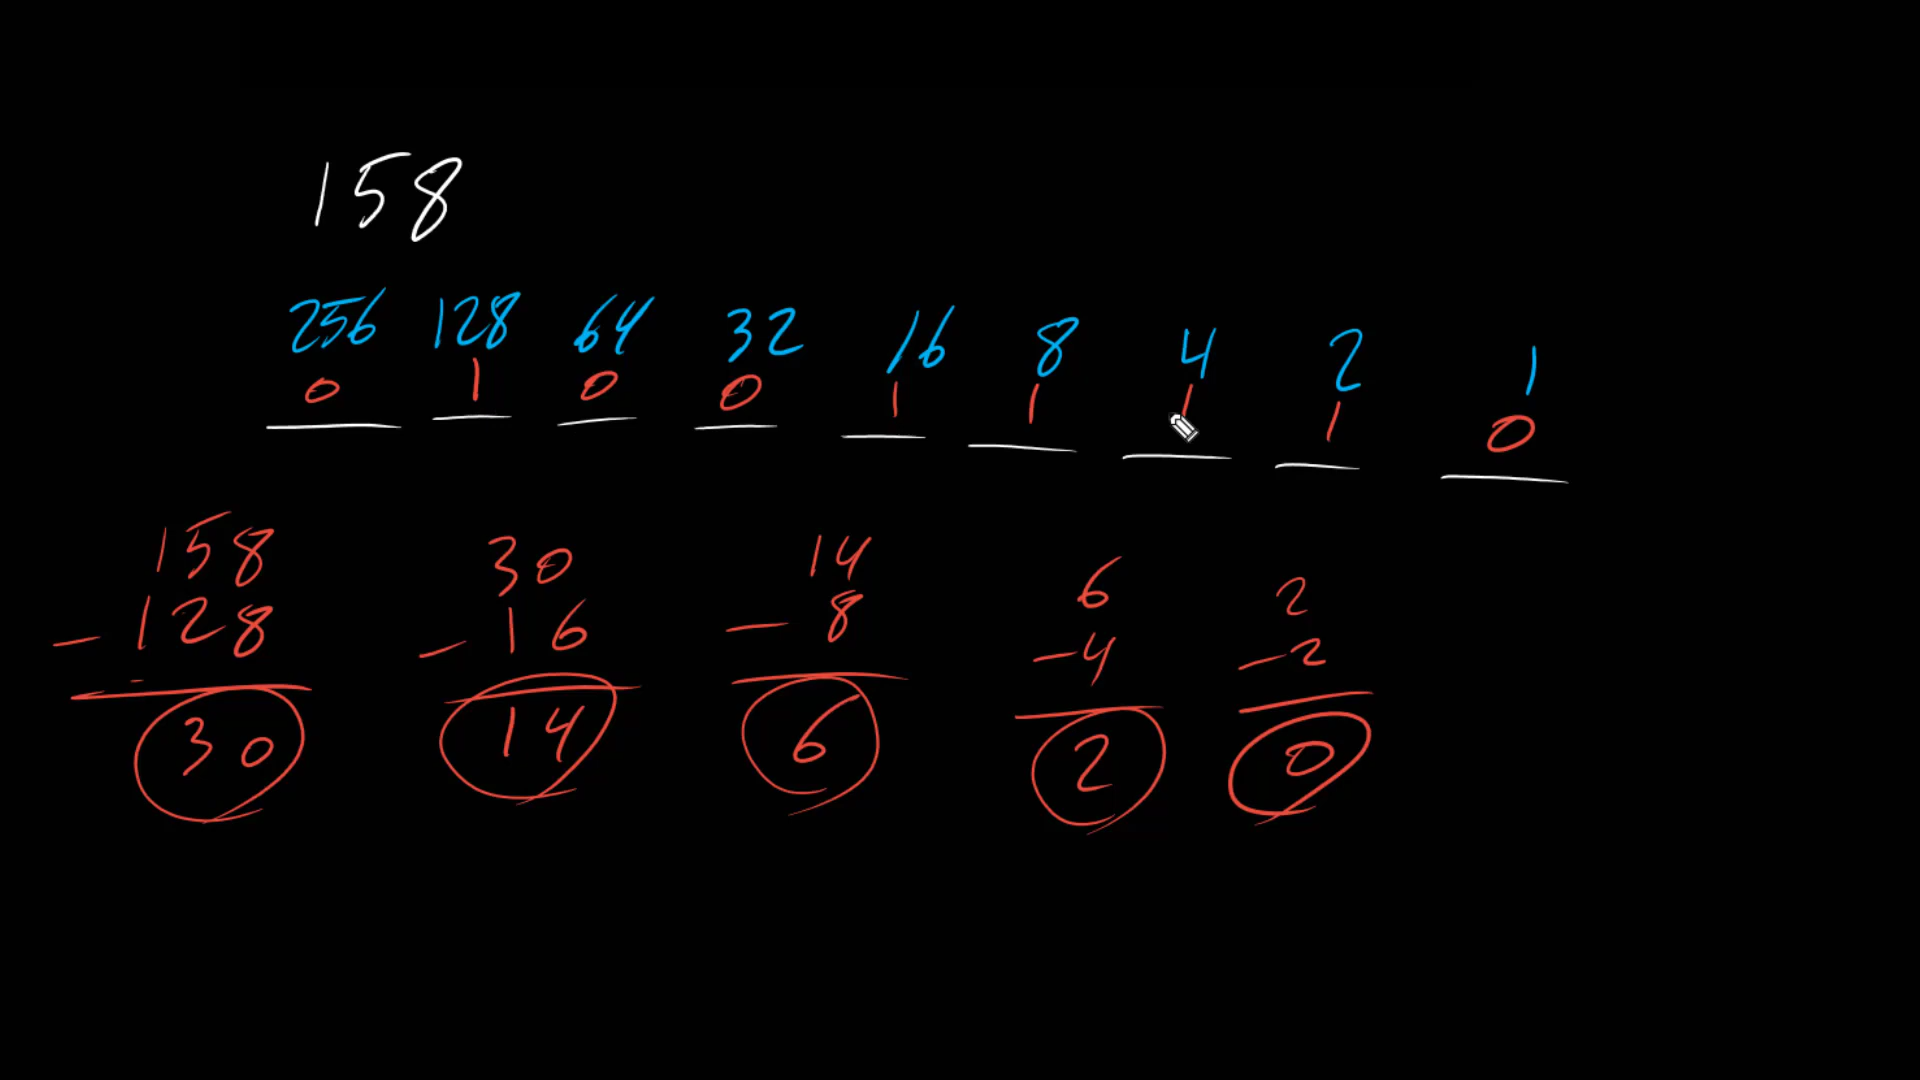 158
256 128 64 32 16 8 4 2 1
0 1 0 0 1 1 1 1 0
158 30 14 6 2
-128 -16 -8 -4 -2
30 14 6 2 0